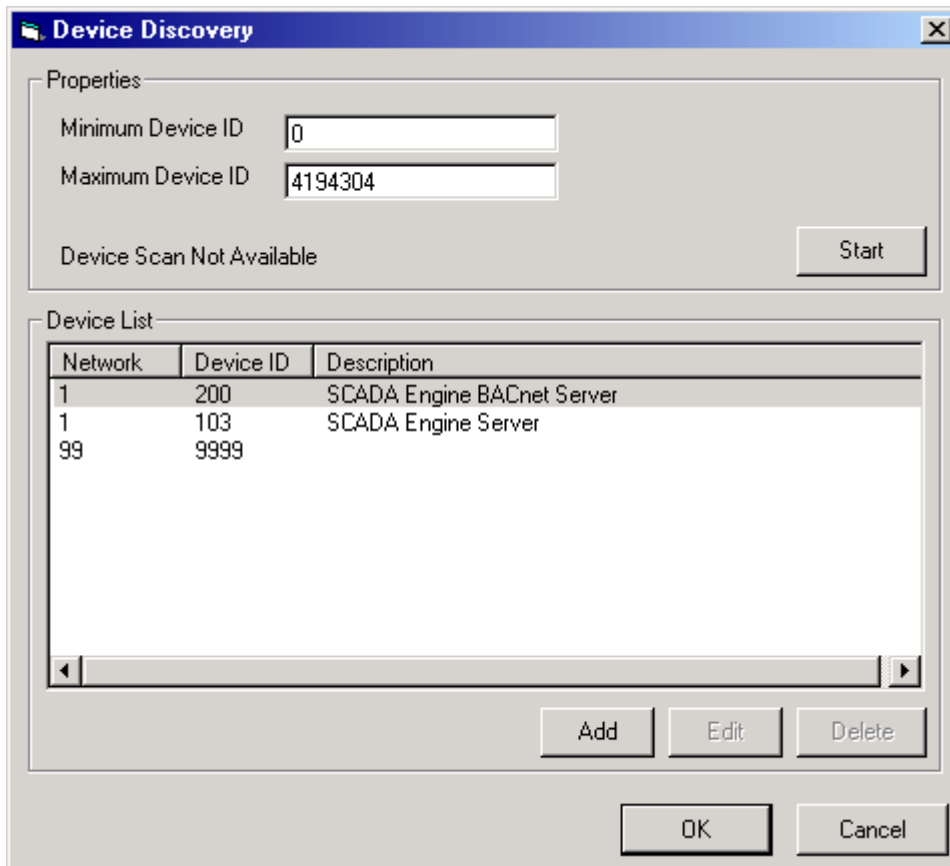 Device Discovery
Properties
Minimum Device ID 0
Maximum Device ID 4194304
Device Scan Not Available Start
Device List
Network Device ID Description
1 200 SCADA Engine BACnet Server
1 103 SCADA Engine Server
99 9999
Add Edit Delete
OK Cancel